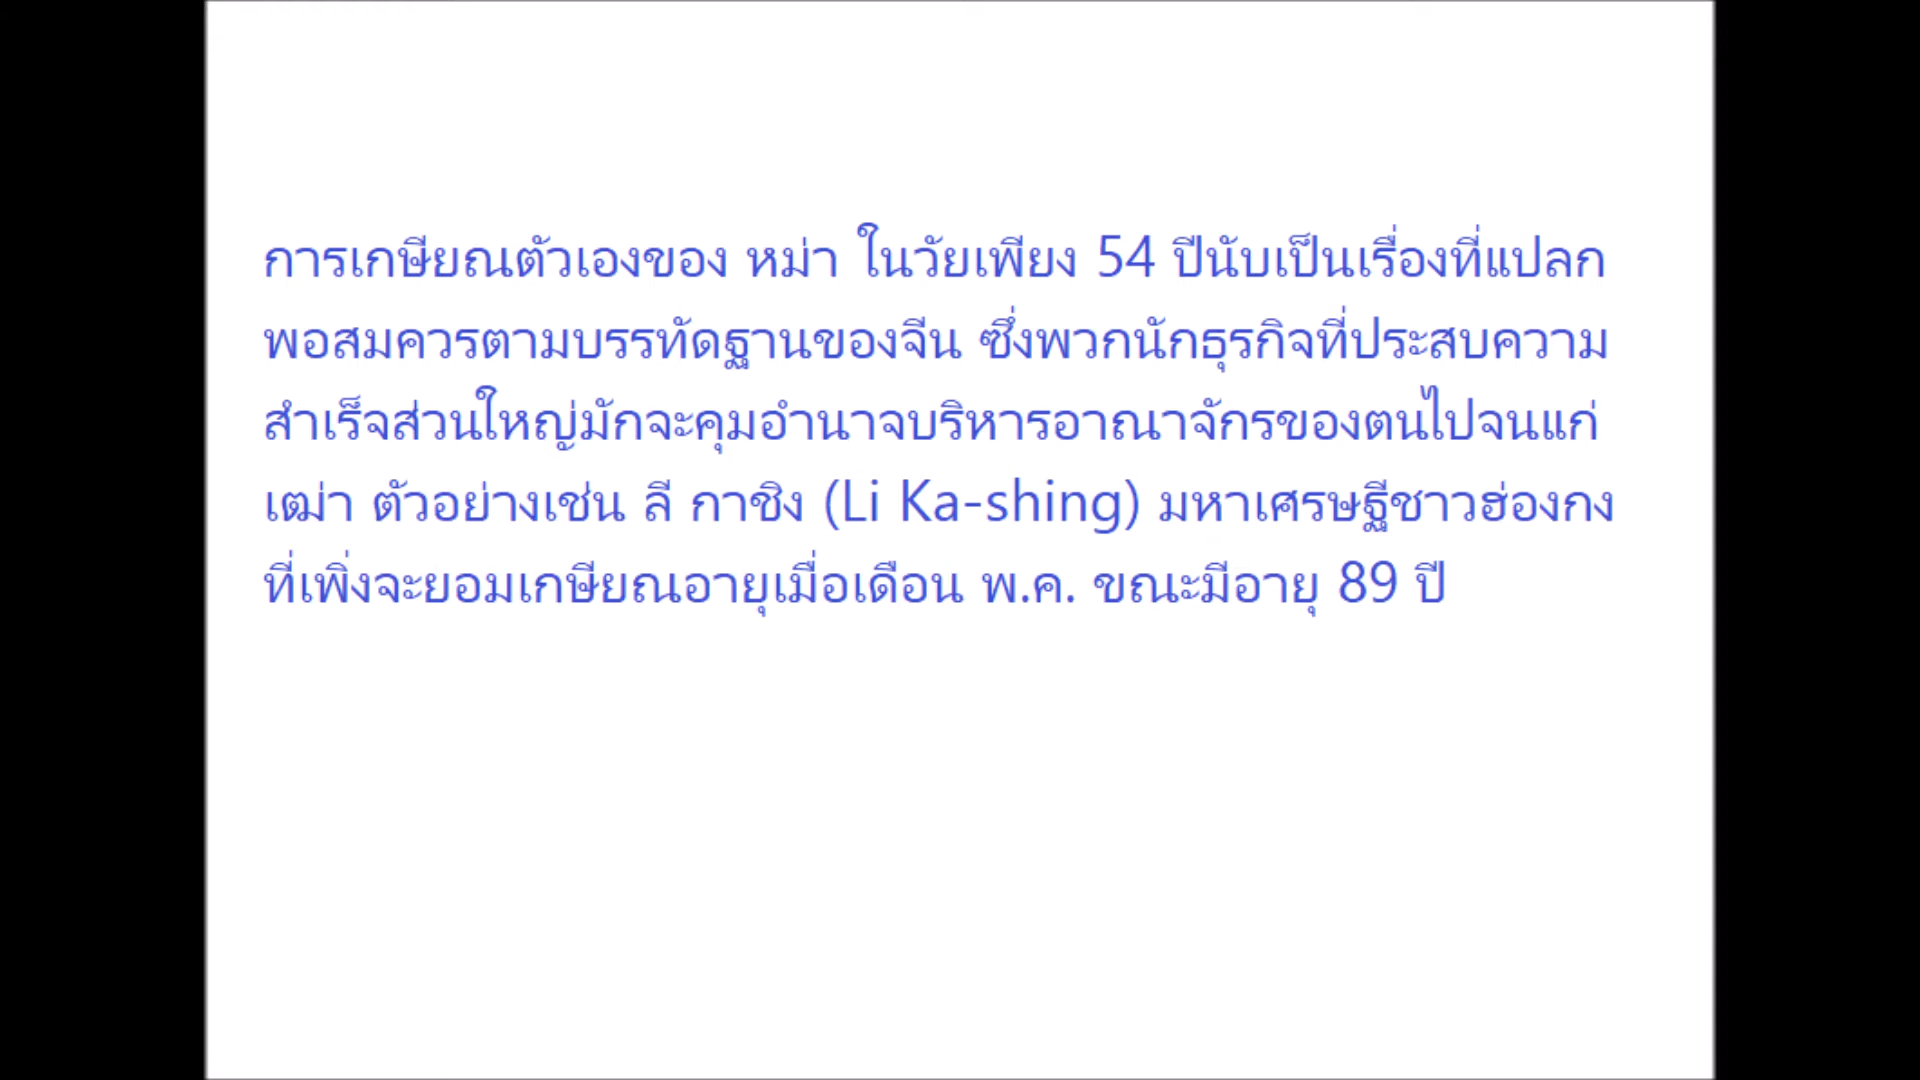 การเกษียณตัวเองของ หม่า ในวัยเพียง 54 ปีนับเป็นเรื่องที่แปลก
พอสมควรตามบรรทัดฐานของจีน ซึ่งพวกนักธุรกิจที่ประสบความ
สำเร็จส่วนใหญ่มักจะคุมอำนาจบริหารอาณาจักรของตนไปจนแก่
เฒ่า ตัวอย่างเช่น ลี กาชิง (Li Ka-shing) มหาเศรษฐีชาวฮ่องกง
ที่เพิ่งจะยอมเกษียณอายุเมื่อเดือน พ.ค. ขณะมีอายุ 89 ปี